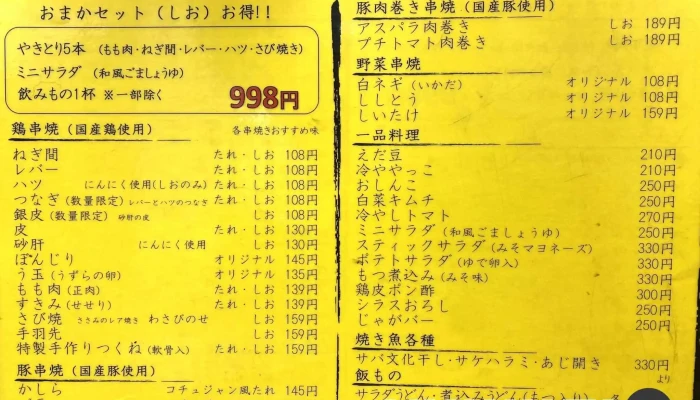 おまかセット（しお）お得!!
やきとり5本（もも肉・ねぎ間・レバー・ハツ・さび焼き）
ミニサラダ（和風ごましょうゆ）
飲みもの1杯 ※一部除く 998円
鶏串焼（国産鶏使用） 各串焼きおすすめ味
ねぎ間 たれ・しお 108円
レバー たれ・しお 108円
ハツ にんにく使用(しおのみ) たれ・しお 108円
つなぎ（数量限定）レバーとハツのつなぎ たれ・しお 108円
銀皮（数量限定）砂肝の皮 しお 108円
皮 たれ・しお 130円
砂肝 にんにく使用 しお 130円
ぼんじり オリジナル 145円
う玉（うずらの卵） オリジナル 135円
もも肉（正肉） たれ・しお 139円
すきみ（せせり） たれ・しお 139円
さび焼 ささみのレア焼き わさびのせ しお 159円
手羽先 しお 159円
特製手作りつくね（軟骨入） たれ・しお 159円
豚串焼（国産豚使用）
かしら コチュジャン風たれ 145円
豚肉巻き串焼（国産豚使用）
アスパラ肉巻き しお 189円
プチトマト肉巻き しお 189円
野菜串焼
白ネギ（いかだ） オリジナル 108円
ししとう オリジナル 108円
しいたけ オリジナル 159円
一品料理
えだ豆 210円
冷ややっこ 210円
おしんこ 250円
白菜キムチ 250円
冷やしトマト 270円
ミニサラダ（和風ごましょうゆ） 250円
スティックサラダ（みそマヨネーズ） 330円
ポテトサラダ（ゆで卵入） 330円
もつ煮込み（みそ味） 330円
鶏皮ポン酢 300円
シラスおろし 250円
じゃがバー 250円
焼き魚各種
サバ文化干し・サケハラミ・あじ開き 330円
飯もの より
サラダうどん・煮込みうどん（もつ入り）